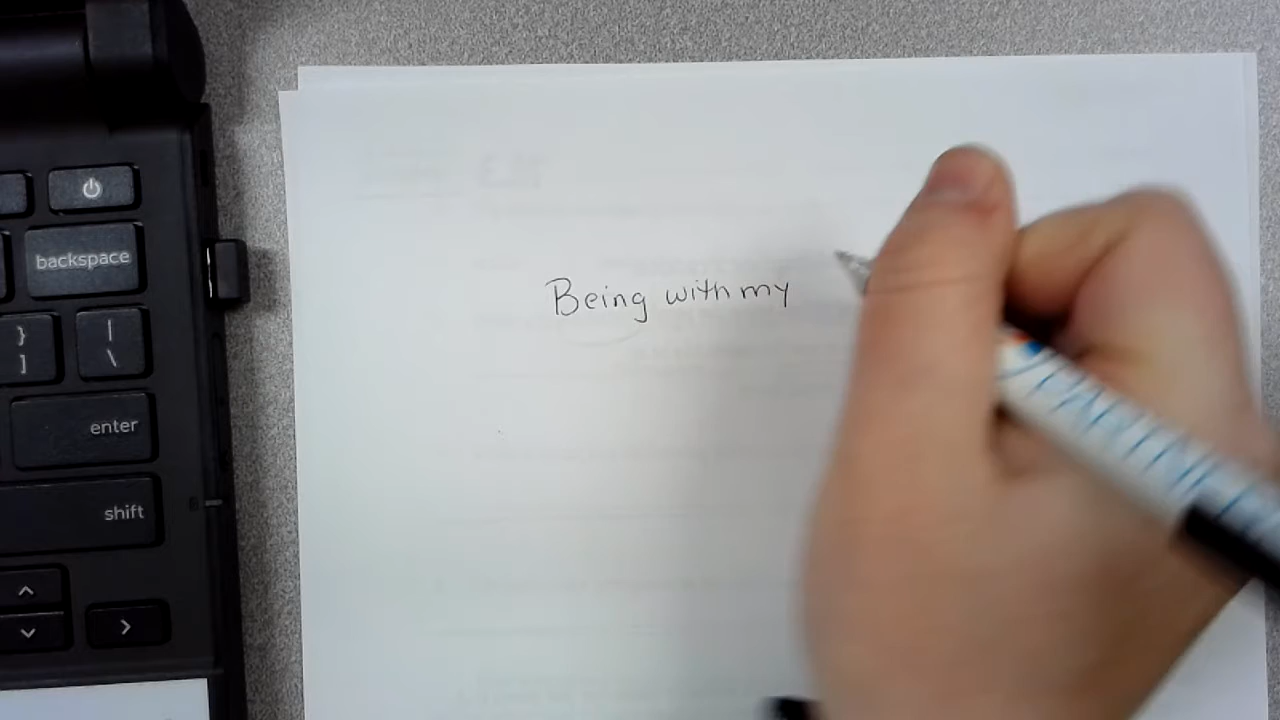 backspace
}
]
|
\
Being with my
enter
shift